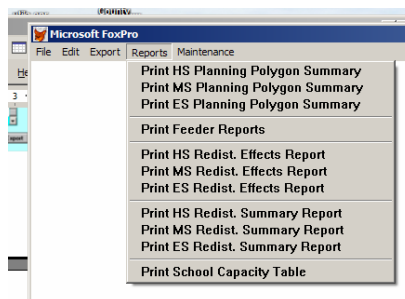 County
Microsoft FoxPro
File Edit Export Reports Maintenance
He
3
Print HS Planning Polygon Summary
Print MS Planning Polygon Summary
Print ES Planning Polygon Summary
Print Feeder Reports
Print HS Redist. Effects Report
Print MS Redist. Effects Report
Print ES Redist. Effects Report
Print HS Redist. Summary Report
Print MS Redist. Summary Report
Print ES Redist. Summary Report
Print School Capacity Table